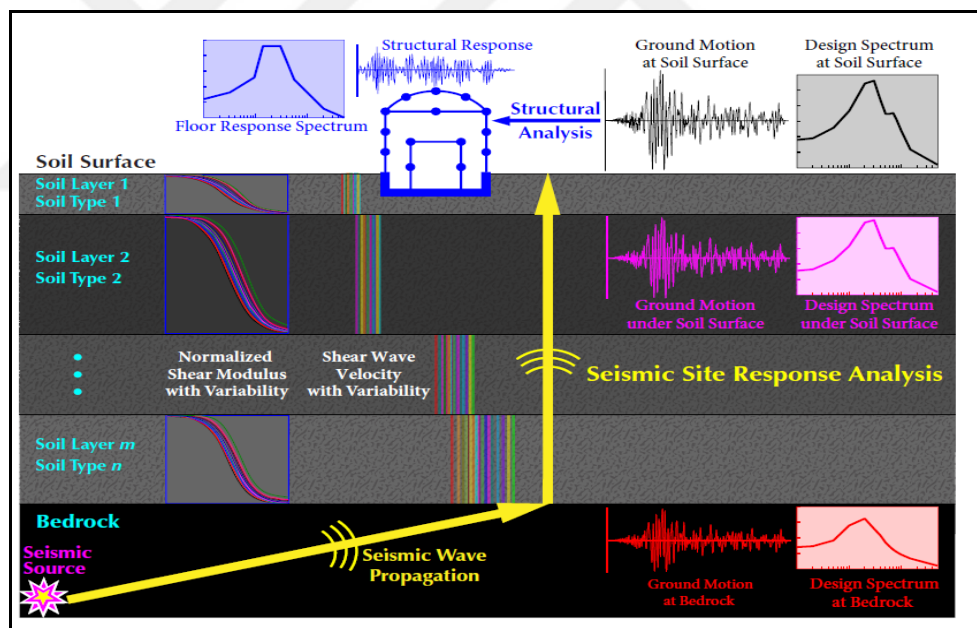 Structural Response
Floor Response Spectrum
Structural
Analysis
Ground Motion
at Soil Surface
Design Spectrum
at Soil Surface
Soil Surface
Soil Layer 1
Soil Type 1
Soil Layer 2
Soil Type 2
Ground Motion
under Soil Surface
Design Spectrum
under Soil Surface
Normalized
Shear Modulus
with Variability
Shear Wave
Velocity
with Variability
Seismic Site Response Analysis
Soil Layer m
Soil Type n
Bedrock
Seismic
Source
Seismic Wave
Propagation
Ground Motion
at Bedrock
Design Spectrum
at Bedrock